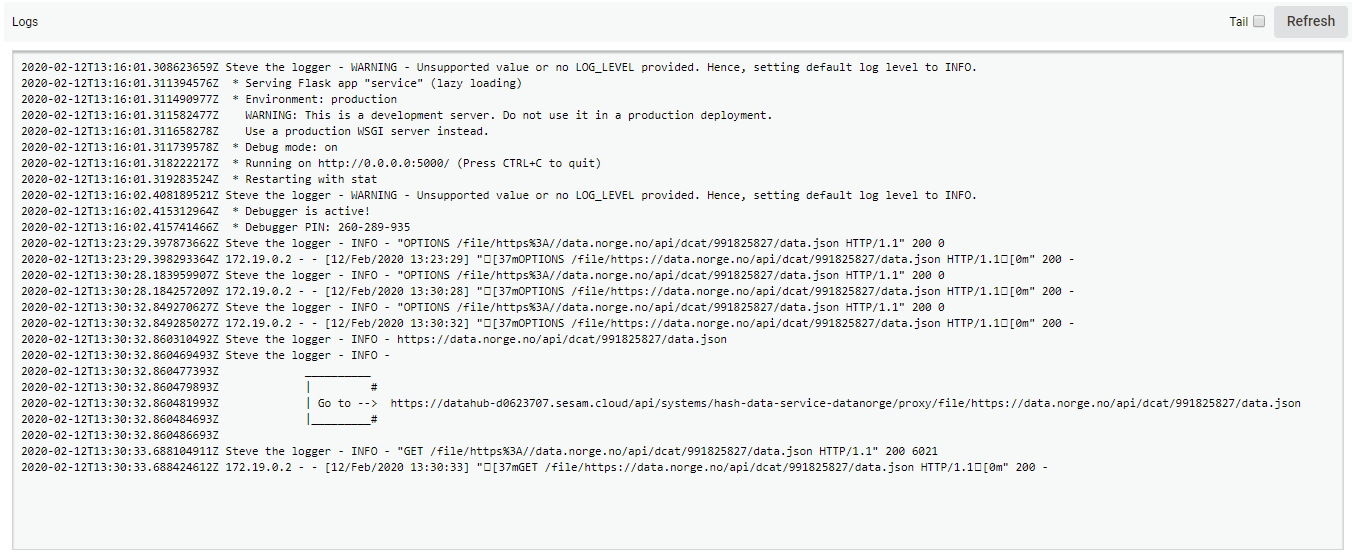 Logs
Tail
Refresh
2020-02-12T13:16:01.308623659Z Steve the logger - WARNING - Unsupported value or no LOG_LEVEL provided. Hence, setting default log level to INFO.
2020-02-12T13:16:01.311394576Z  * Serving Flask app "service" (lazy loading)
2020-02-12T13:16:01.311490977Z  * Environment: production
2020-02-12T13:16:01.311582477Z    WARNING: This is a development server. Do not use it in a production deployment.
2020-02-12T13:16:01.311658278Z    Use a production WSGI server instead.
2020-02-12T13:16:01.311739578Z  * Debug mode: on
2020-02-12T13:16:01.318222217Z  * Running on http://0.0.0.0:5000/ (Press CTRL+C to quit)
2020-02-12T13:16:01.319283524Z  * Restarting with stat
2020-02-12T13:16:02.408189521Z Steve the logger - WARNING - Unsupported value or no LOG_LEVEL provided. Hence, setting default log level to INFO.
2020-02-12T13:16:02.415312964Z  * Debugger is active!
2020-02-12T13:16:02.415741466Z  * Debugger PIN: 260-289-935
2020-02-12T13:23:29.397873662Z Steve the logger - INFO - "OPTIONS /file/https%3A//data.norge.no/api/dcat/991825827/data.json HTTP/1.1" 200 0
2020-02-12T13:23:29.398293364Z 172.19.0.2 - - [12/Feb/2020 13:23:29] "□[37mOPTIONS /file/https://data.norge.no/api/dcat/991825827/data.json HTTP/1.1□[0m" 200 -
2020-02-12T13:30:28.183959907Z Steve the logger - INFO - "OPTIONS /file/https%3A//data.norge.no/api/dcat/991825827/data.json HTTP/1.1" 200 0
2020-02-12T13:30:28.184257209Z 172.19.0.2 - - [12/Feb/2020 13:30:28] "□[37mOPTIONS /file/https://data.norge.no/api/dcat/991825827/data.json HTTP/1.1□[0m" 200 -
2020-02-12T13:30:32.849270627Z Steve the logger - INFO - "OPTIONS /file/https%3A//data.norge.no/api/dcat/991825827/data.json HTTP/1.1" 200 0
2020-02-12T13:30:32.849285027Z 172.19.0.2 - - [12/Feb/2020 13:30:32] "□[37mOPTIONS /file/https://data.norge.no/api/dcat/991825827/data.json HTTP/1.1□[0m" 200 -
2020-02-12T13:30:32.860310492Z Steve the logger - INFO - https://data.norge.no/api/dcat/991825827/data.json
2020-02-12T13:30:32.860469493Z Steve the logger - INFO -
2020-02-12T13:30:32.860477393Z             __________
2020-02-12T13:30:32.860479893Z             |         #
2020-02-12T13:30:32.860481993Z             | Go to -->  https://datahub-d0623707.sesam.cloud/api/systems/hash-data-service-datanorge/proxy/file/https://data.norge.no/api/dcat/991825827/data.json
2020-02-12T13:30:32.860484693Z             |_________#
2020-02-12T13:30:32.860486693Z
2020-02-12T13:30:33.688104911Z Steve the logger - INFO - "GET /file/https%3A//data.norge.no/api/dcat/991825827/data.json HTTP/1.1" 200 6021
2020-02-12T13:30:33.688424612Z 172.19.0.2 - - [12/Feb/2020 13:30:33] "□[37mGET /file/https://data.norge.no/api/dcat/991825827/data.json HTTP/1.1□[0m" 200 -